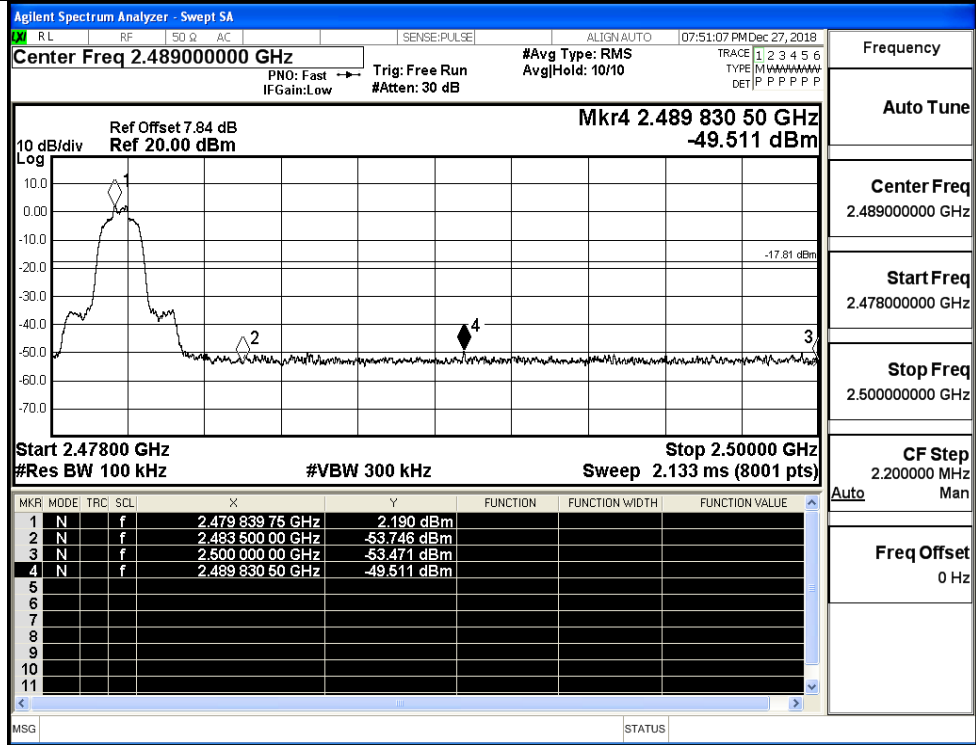 Agilent Spectrum Analyzer - Swept SA
LXI RL RF 50 Ω AC SENSE:PULSE ALIGN AUTO 07:51:07 PM Dec 27, 2018
Center Freq 2.489000000 GHz
#Avg Type: RMS
TRACE 1 2 3 4 5 6
PNO: Fast Trig: Free Run Avg|Hold: 10/10
TYPE M WWWWW
IFGain:Low #Atten: 30 dB
DET P P P P P P
Mkr4 2.489 830 50 GHz
-49.511 dBm
Ref Offset 7.84 dB
10 dB/div Ref 20.00 dBm
Log
10.0
0.00
-10.0
-20.0
-30.0
-40.0
-50.0
-60.0
-70.0
1
-17.81 dBm
2
4
3
Start 2.47800 GHz Stop 2.50000 GHz
#Res BW 100 kHz #VBW 300 kHz Sweep 2.133 ms (8001 pts)
MKR MODE TRC SCL X Y FUNCTION FUNCTION WIDTH FUNCTION VALUE
1 N f 2.479 839 75 GHz 2.190 dBm
2 N f 2.483 500 00 GHz -53.746 dBm
3 N f 2.500 000 00 GHz -53.471 dBm
4 N f 2.489 830 50 GHz -49.511 dBm
5
6
7
8
9
10
11
MSG STATUS
Frequency
Auto Tune
Center Freq
2.489000000 GHz
Start Freq
2.478000000 GHz
Stop Freq
2.500000000 GHz
CF Step
2.200000 MHz
Auto Man
Freq Offset
0 Hz